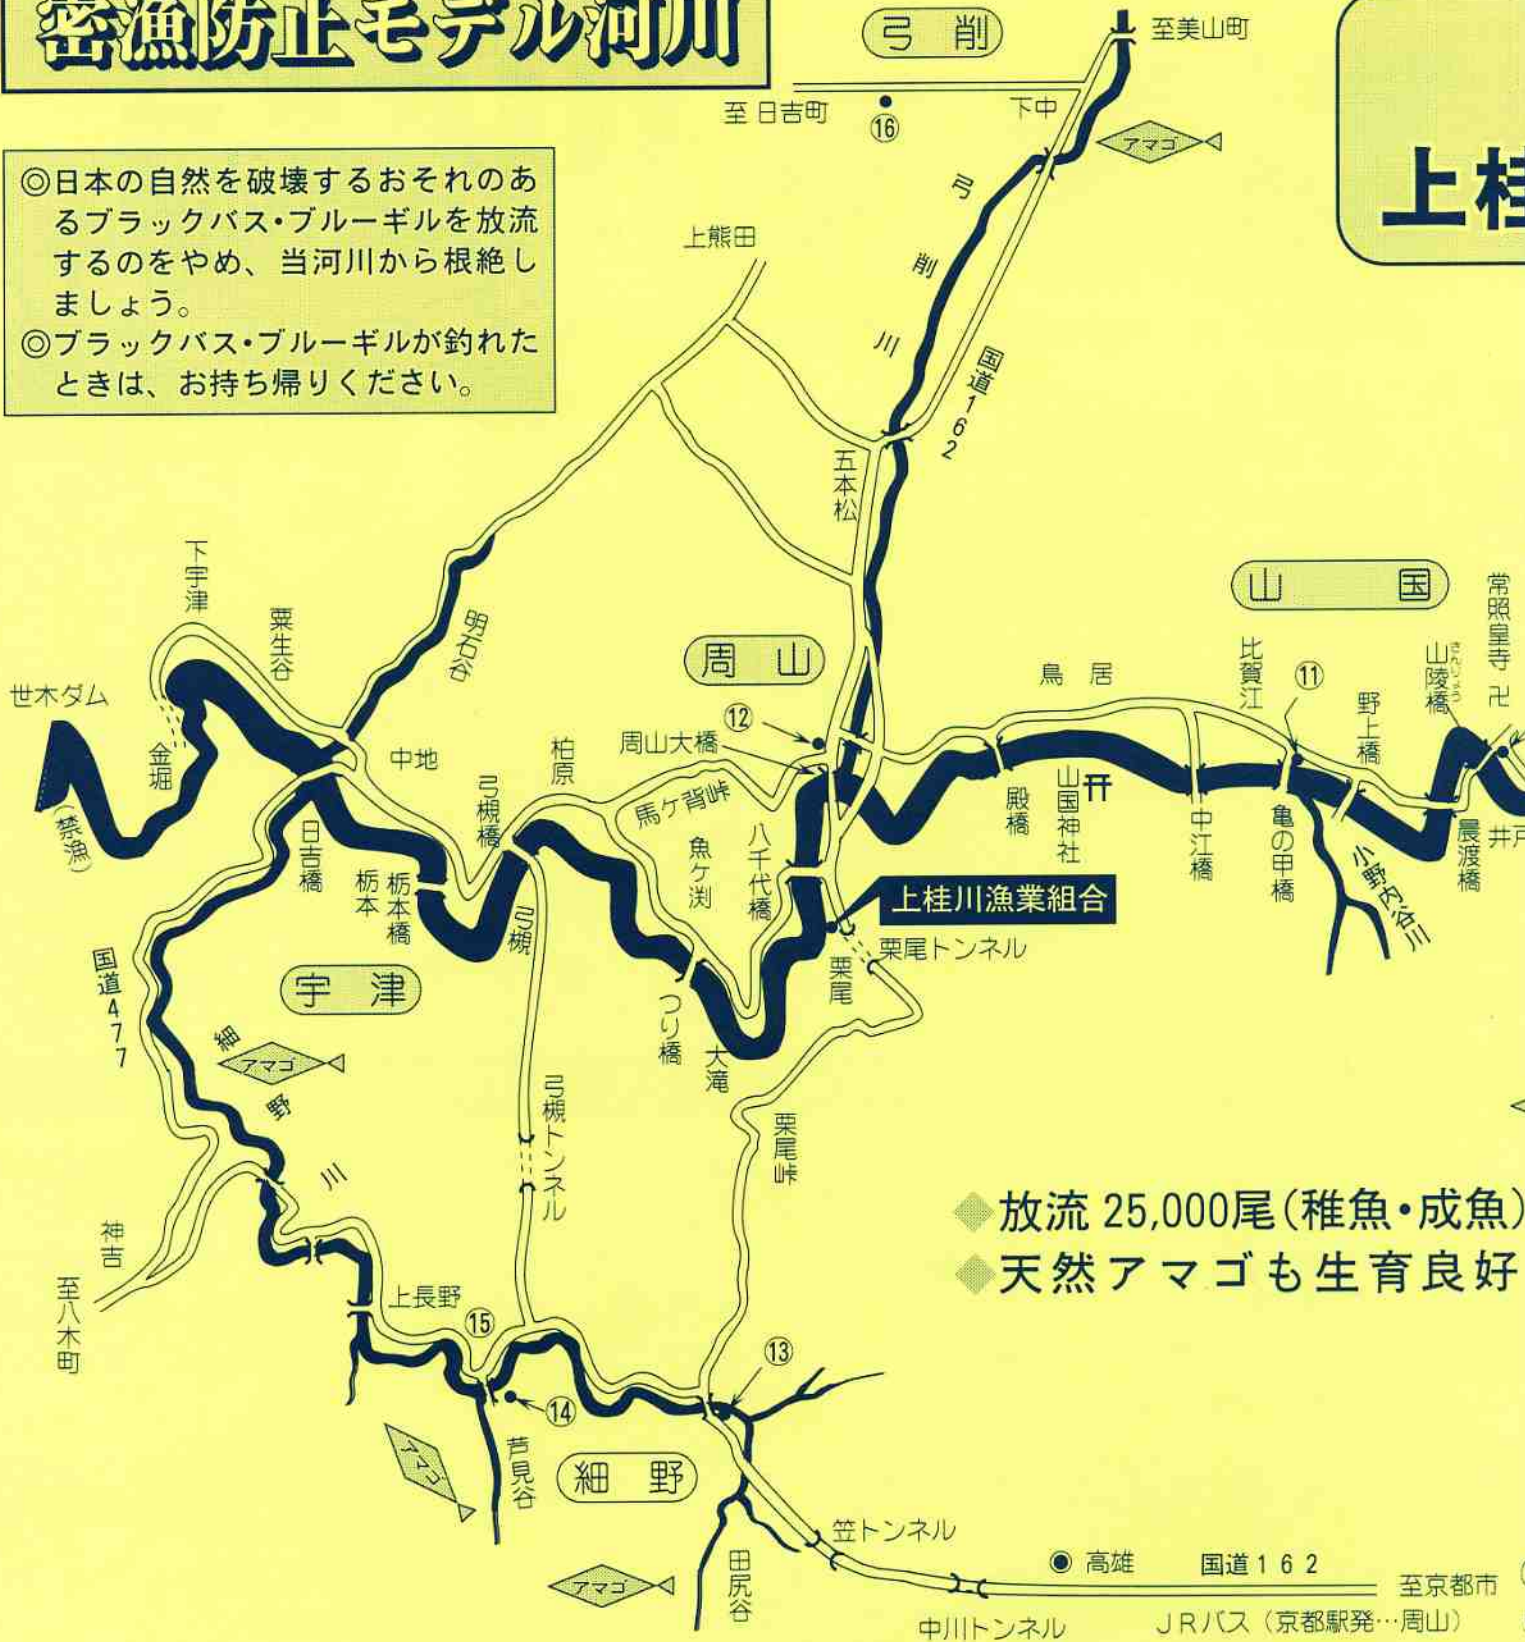 密漁防止モデル河川
◎日本の自然を破壊するおそれのあ
るブラックバス・ブルーギルを放流
するのをやめ、当河川から根絶し
ましょう。
◎ブラックバス・ブルーギルが釣れた
ときは、お持ち帰りください。
弓削
至美山町
至日吉町
⑯
下中
アマゴ
上桂
弓削川
国道162
上熊田
五本松
山国
常照皇寺 卍
山陵橋
さんりょう
下宇津
粟生谷
明石谷
周山
鳥居
比賀江
⑪
野上橋
世木ダム
金堀
(禁漁)
中地
柏原
⑫
周山大橋
馬ケ背峠
弓槻橋
殿橋
山国神社
中江橋
亀の甲橋
小野内谷川
晨渡橋
井戸
日吉橋
栃本
栃本橋
弓槻
魚ケ渕
八千代橋
上桂川漁業組合
栗尾トンネル
栗尾
国道477
宇津
つり橋
大滝
細野川
アマゴ
弓槻トンネル
栗尾峠
◆放流 25,000尾(稚魚・成魚)
◆天然アマゴも生育良好
神吉
至八木町
上長野
⑮
⑬
⑭
アマゴ
芦見谷
細野
笠トンネル
アマゴ
田尻谷
高雄
国道162
至京都市
中川トンネル
JRバス(京都駅発…周山)